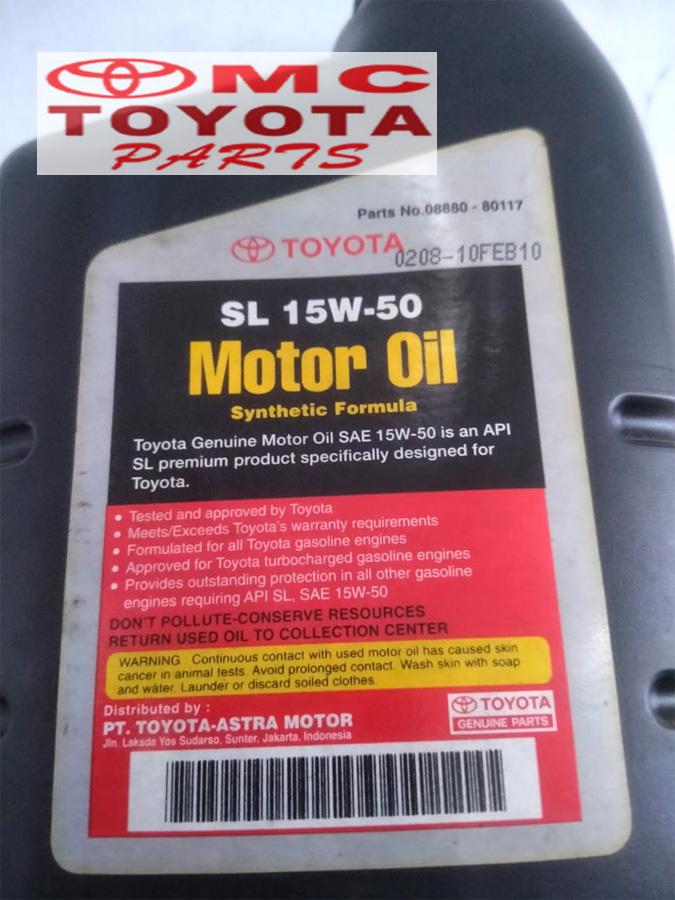 MC
TOYOTA
PARTS
Parts No.08880 - 80117
TOYOTA
0208-10FEB10
SL 15W-50
Motor Oil
Synthetic Formula
Toyota Genuine Motor Oil SAE 15W-50 is an API
SL premium product specifically designed for
Toyota.
• Tested and approved by Toyota
• Meets/Exceeds Toyota's warranty requirements
• Formulated for all Toyota gasoline engines
• Approved for Toyota turbocharged gasoline engines
• Provides outstanding protection in all other gasoline
engines requiring API SL, SAE 15W-50
DON'T POLLUTE-CONSERVE RESOURCES
RETURN USED OIL TO COLLECTION CENTER
WARNING : Continuous contact with used motor oil has caused skin
cancer in animal tests. Avoid prolonged contact. Wash skin with soap
and water. Launder or discard soiled clothes.
Distributed by :
PT. TOYOTA-ASTRA MOTOR
Jln. Laksda Yos Sudarso, Sunter, Jakarta, Indonesia
TOYOTA
GENUINE PARTS